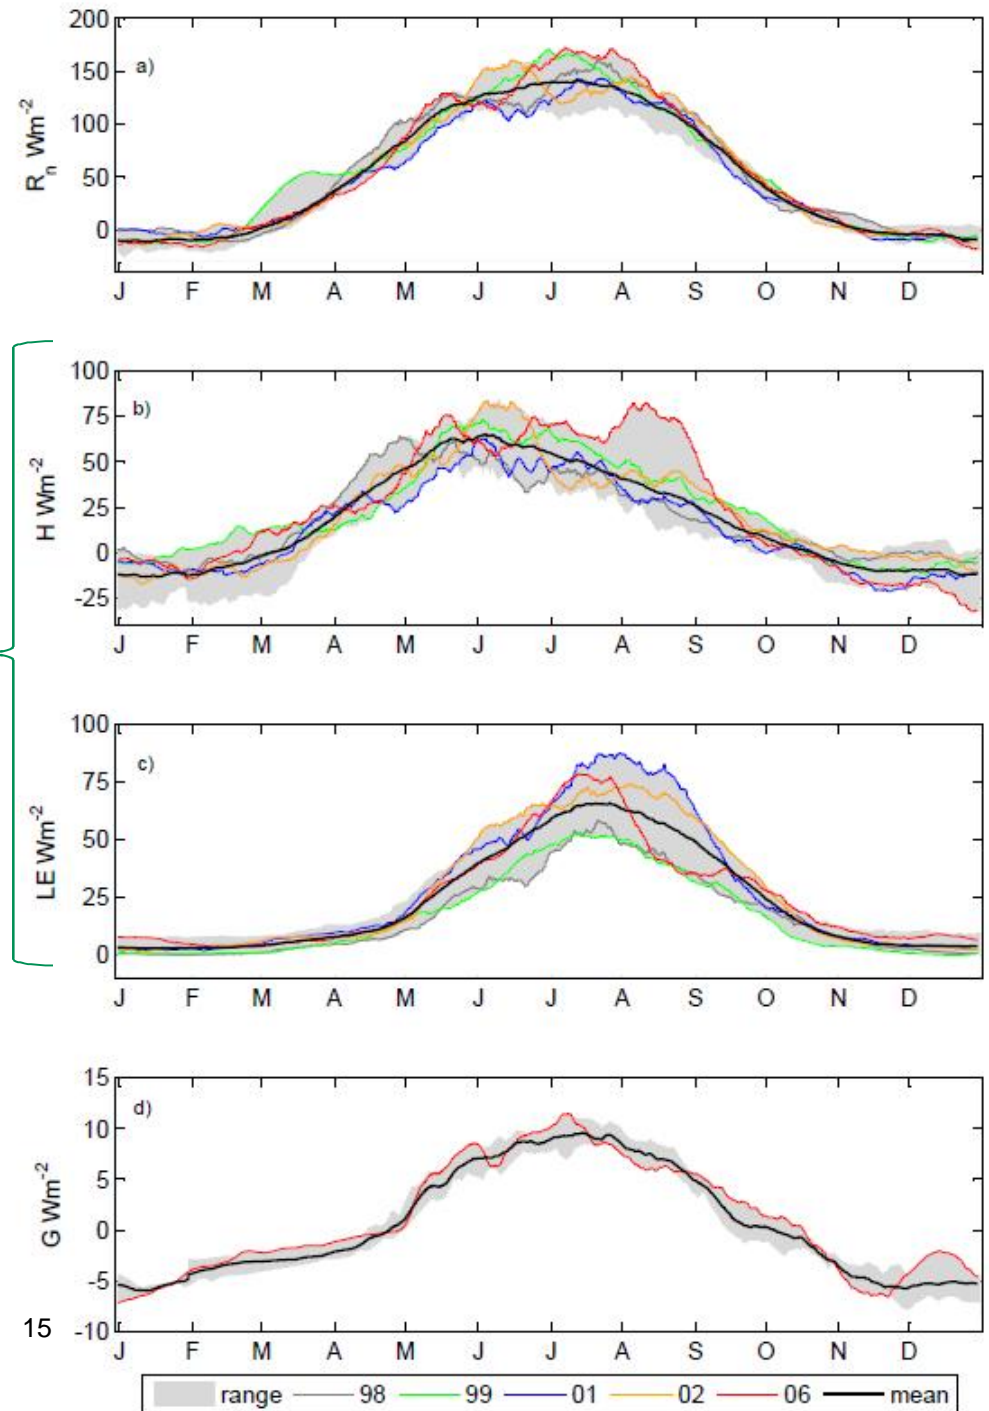 200
150
100
50
0
a)
Rn Wm-2
J F M A M J J A S O N D
100
75
50
25
0
-25
b)
H Wm-2
J F M A M J J A S O N D
100
75
50
25
0
c)
LE Wm-2
J F M A M J J A S O N D
15
10
5
0
-5
-10
d)
G Wm-2
15
J F M A M J J A S O N D
range 98 99 01 02 06 mean